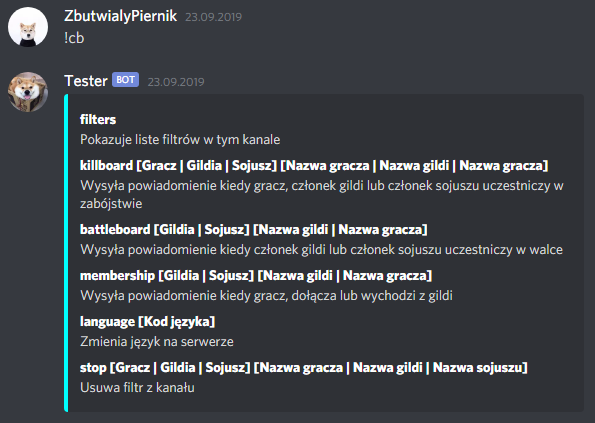 ZbutwialyPiernik 23.09.2019
!cb
Tester BOT 23.09.2019
filters
Pokazuje liste filtrów w tym kanale
killboard [Gracz | Gildia | Sojusz] [Nazwa gracza | Nazwa gildi | Nazwa gracza]
Wysyła powiadomienie kiedy gracz, członek gildi lub członek sojuszu uczestniczy w
zabójstwie
battleboard [Gildia | Sojusz] [Nazwa gildi | Nazwa gracza]
Wysyła powiadomienie kiedy członek gildi lub członek sojuszu uczestniczy w walce
membership [Gildia | Sojusz] [Nazwa gildi | Nazwa gracza]
Wysyła powiadomienie kiedy gracz, dołącza lub wychodzi z gildi
language [Kod języka]
Zmienia język na serwerze
stop [Gracz | Gildia | Sojusz] [Nazwa gracza | Nazwa gildi | Nazwa sojuszu]
Usuwa filtr z kanału